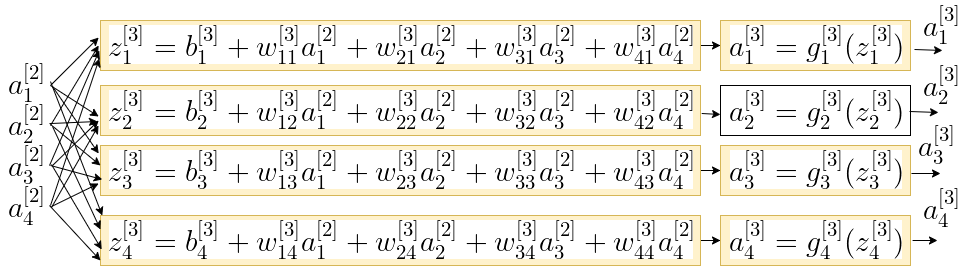 a_1^{[2]}
a_2^{[2]}
a_3^{[2]}
a_4^{[2]}
z_1^{[3]} = b_1^{[3]} + w_{11}^{[3]}a_1^{[2]} + w_{21}^{[3]}a_2^{[2]} + w_{31}^{[3]}a_3^{[2]} + w_{41}^{[3]}a_4^{[2]} a_1^{[3]} = g_1^{[3]}(z_1^{[3]}) a_1^{[3]}
z_2^{[3]} = b_2^{[3]} + w_{12}^{[3]}a_1^{[2]} + w_{22}^{[3]}a_2^{[2]} + w_{32}^{[3]}a_3^{[2]} + w_{42}^{[3]}a_4^{[2]} a_2^{[3]} = g_2^{[3]}(z_2^{[3]}) a_2^{[3]}
z_3^{[3]} = b_3^{[3]} + w_{13}^{[3]}a_1^{[2]} + w_{23}^{[3]}a_2^{[2]} + w_{33}^{[3]}a_3^{[2]} + w_{43}^{[3]}a_4^{[2]} a_3^{[3]} = g_3^{[3]}(z_3^{[3]}) a_3^{[3]}
z_4^{[3]} = b_4^{[3]} + w_{14}^{[3]}a_1^{[2]} + w_{24}^{[3]}a_2^{[2]} + w_{34}^{[3]}a_3^{[2]} + w_{44}^{[3]}a_4^{[2]} a_4^{[3]} = g_4^{[3]}(z_4^{[3]}) a_4^{[3]}